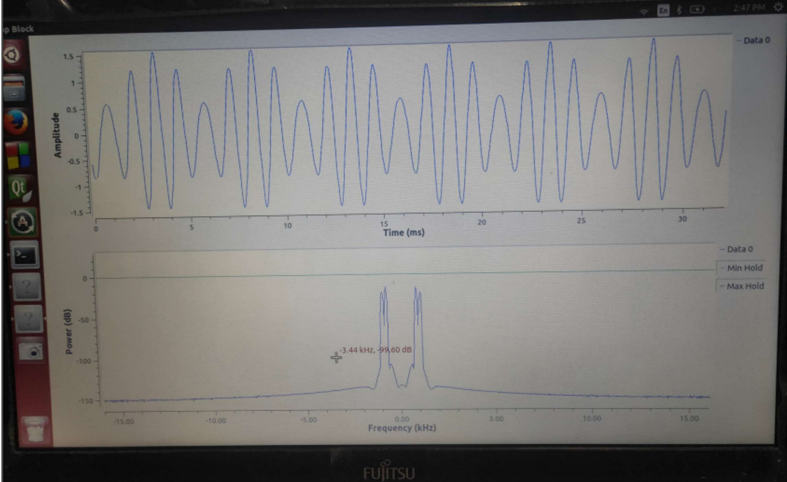 p Block
En
2:47 PM
Data 0
1.5
1
0.5
0
-0.5
-1
-1.5
Amplitude
0
5
10
15
20
25
30
Time (ms)
Data 0
Min Hold
Max Hold
0
-50
-100
-150
Power (dB)
-3.44 kHz, -99.60 dB
-15.00
-10.00
-5.00
0.00
5.00
10.00
15.00
Frequency (kHz)
Qt
A
FUJITSU